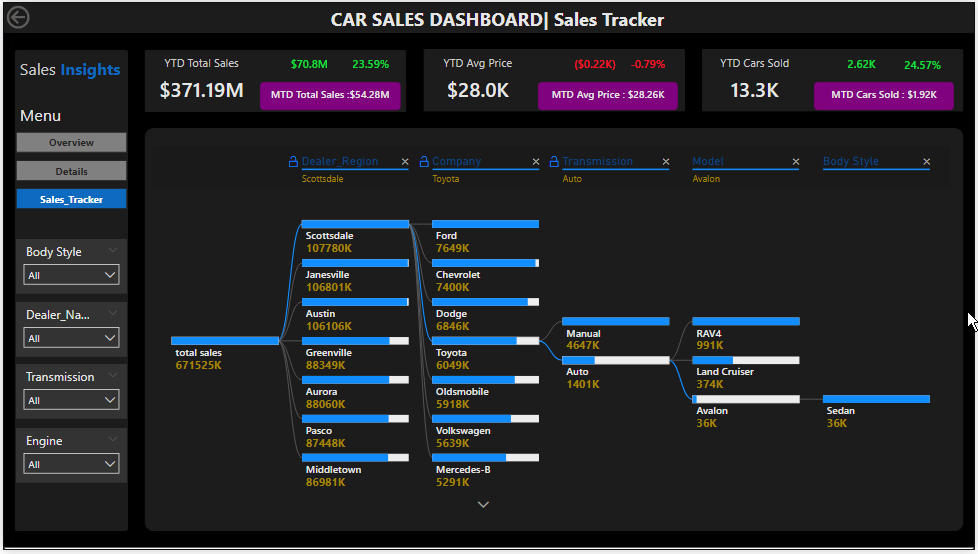 CAR SALES DASHBOARD| Sales Tracker
Sales Insights
Menu
Overview
Details
Sales_Tracker
Body Style
All
Dealer_Na...
All
Transmission
All
Engine
All
YTD Total Sales
$70.8M
23.59%
$371.19M
MTD Total Sales :$54.28M
YTD Avg Price
($0.22K)
-0.79%
$28.0K
MTD Avg Price : $28.26K
YTD Cars Sold
2.62K
24.57%
13.3K
MTD Cars Sold : $1.92K
Dealer_Region
Scottsdale
Company
Toyota
Transmission
Auto
Model
Avalon
Body Style
total sales
671525K
Scottsdale
107780K
Janesville
106801K
Austin
106106K
Greenville
88349K
Aurora
88060K
Pasco
87448K
Middletown
86981K
Ford
7649K
Chevrolet
7400K
Dodge
6846K
Toyota
6049K
Oldsmobile
5918K
Volkswagen
5639K
Mercedes-B
5291K
Manual
4647K
Auto
1401K
RAV4
991K
Land Cruiser
374K
Avalon
36K
Sedan
36K